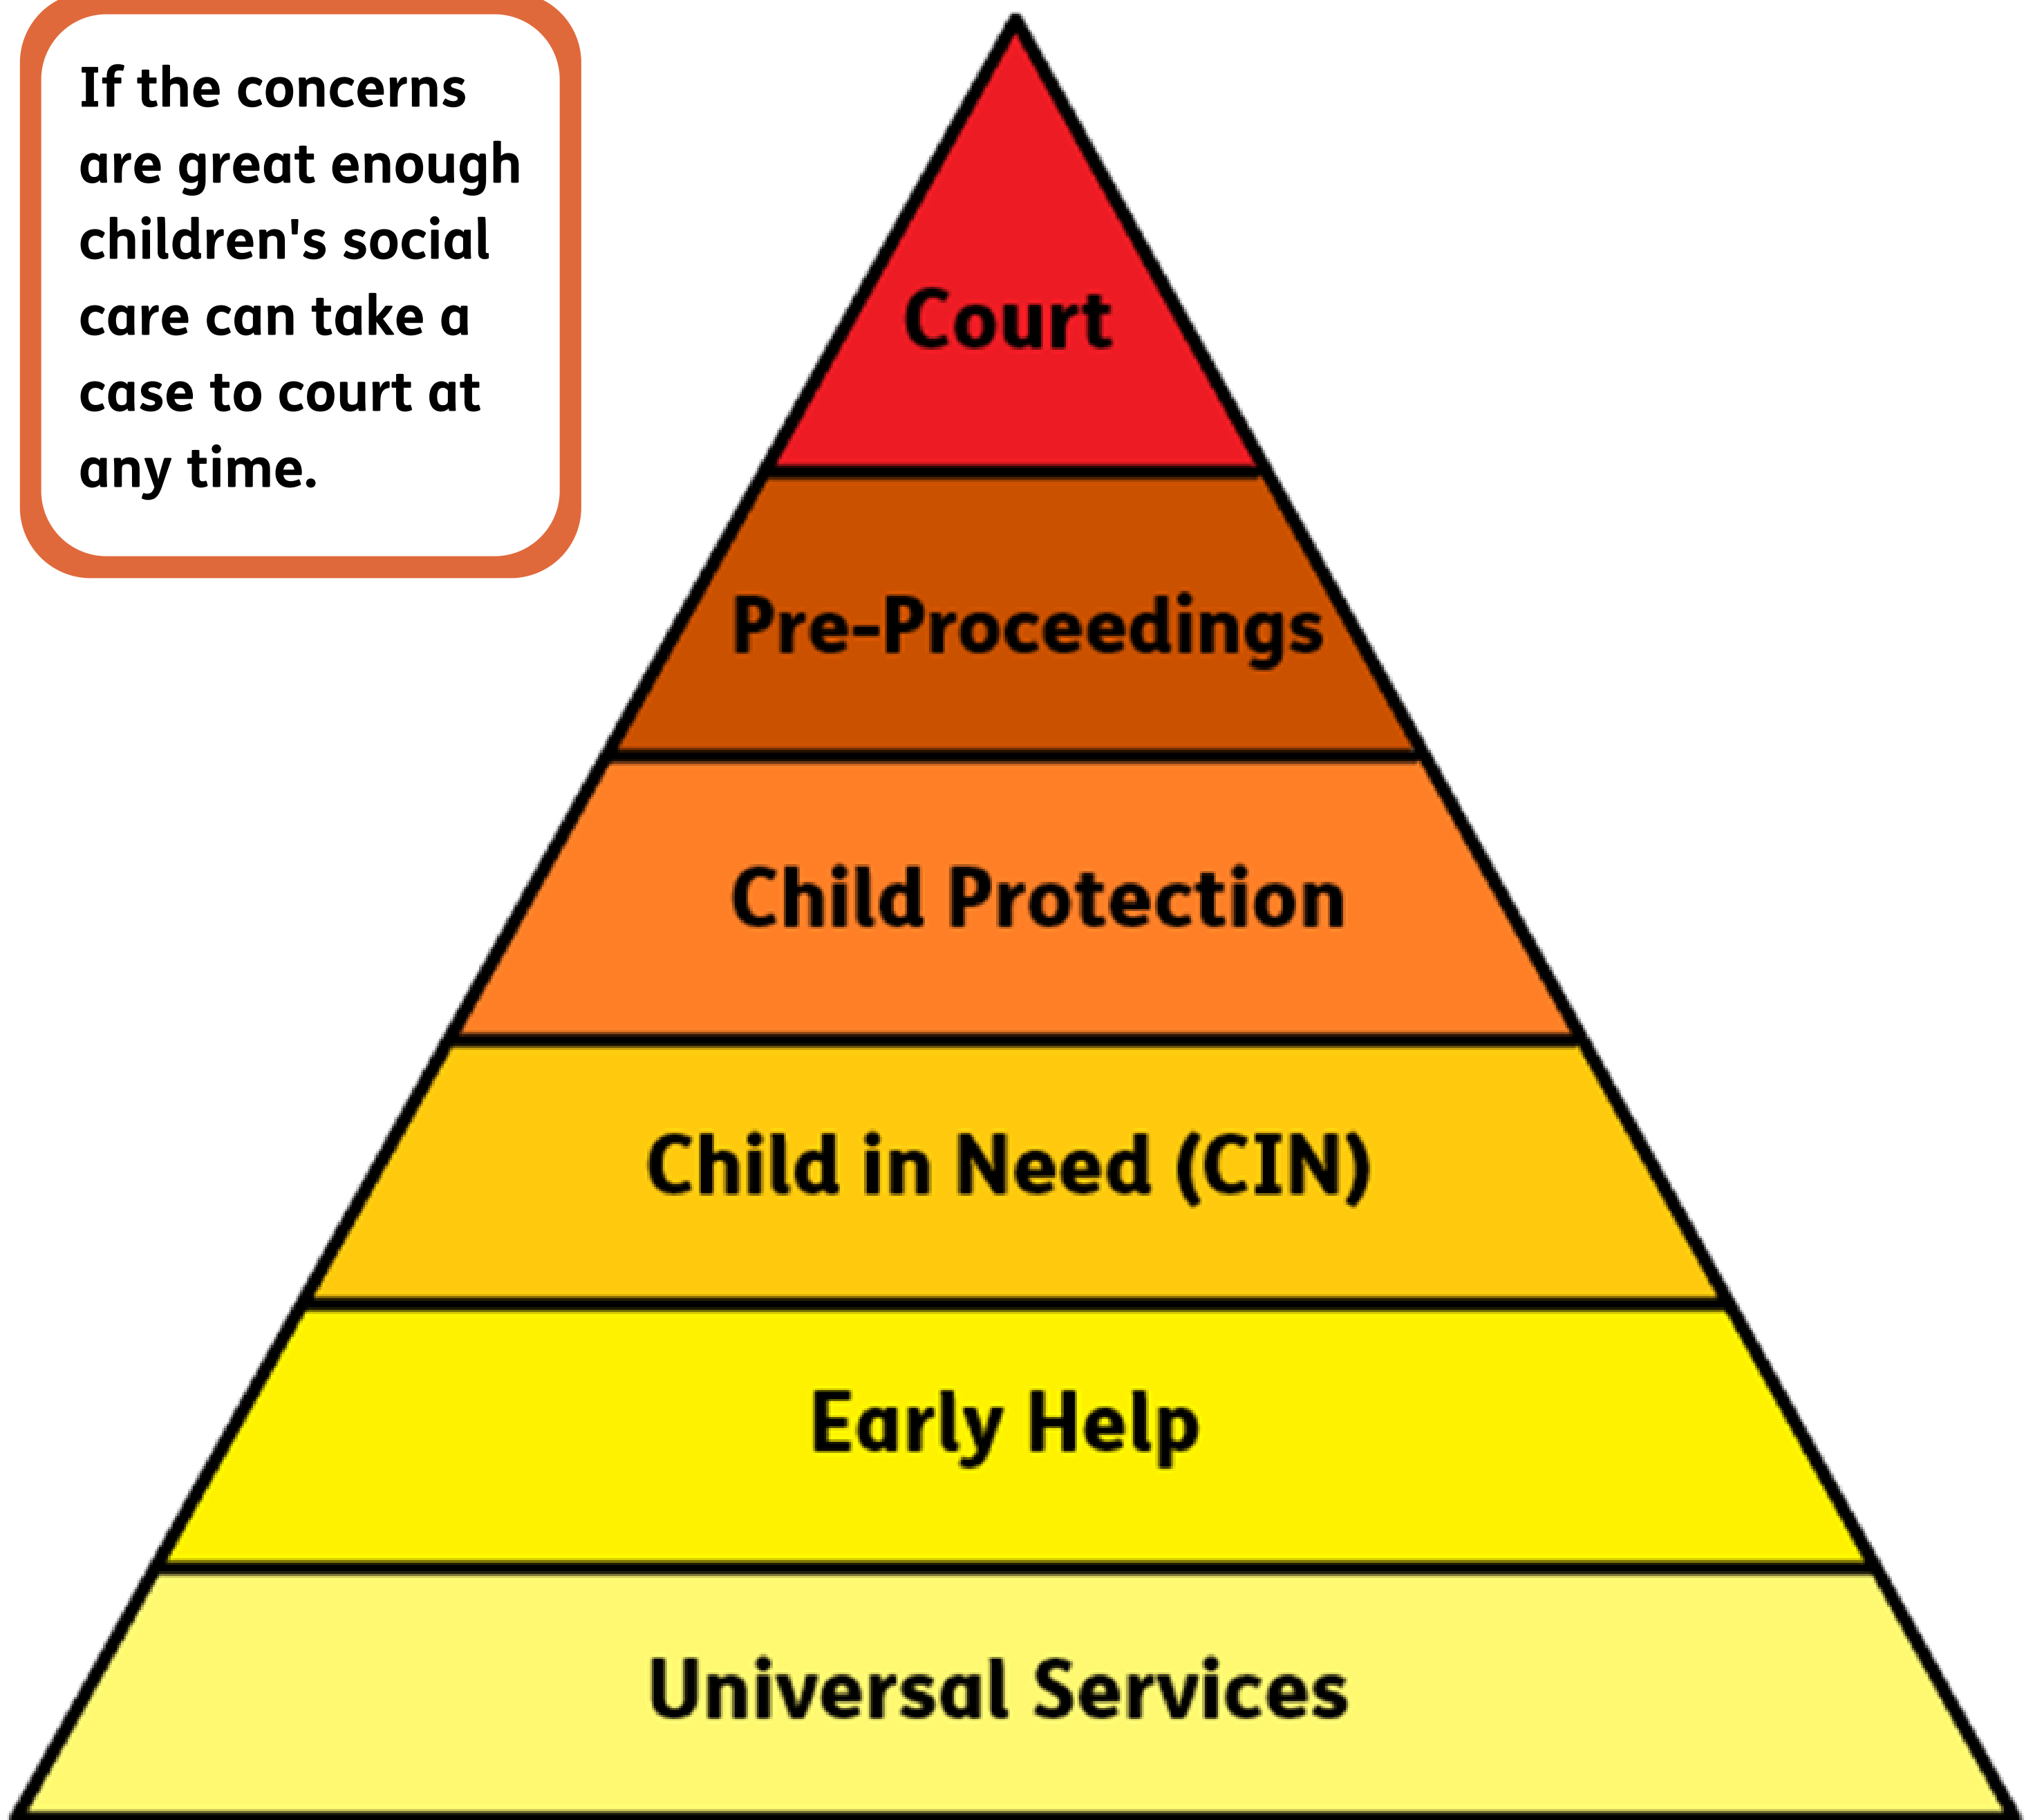 If the concerns
are great enough
children's social
care can take a
case to court at
any time.
Court
Pre-Proceedings
Child Protection
Child in Need (CIN)
Early Help
Universal Services